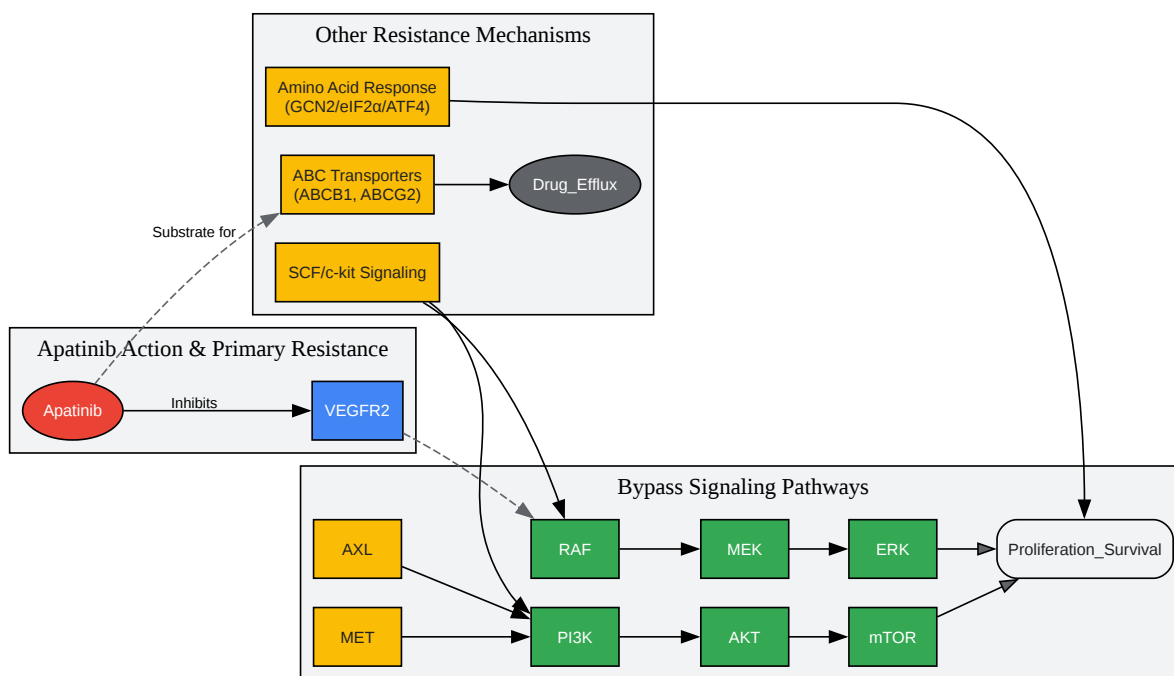 Other Resistance Mechanisms
Amino Acid Response
(GCN2/eIF2α/ATF4)
ABC Transporters
(ABCB1, ABCG2)
Drug_Efflux
Substrate for
SCF/c-kit Signaling
Apatinib Action & Primary Resistance
Apatinib
Inhibits
VEGFR2
Bypass Signaling Pathways
AXL
RAF
MEK
ERK
Proliferation_Survival
MET
PI3K
AKT
mTOR